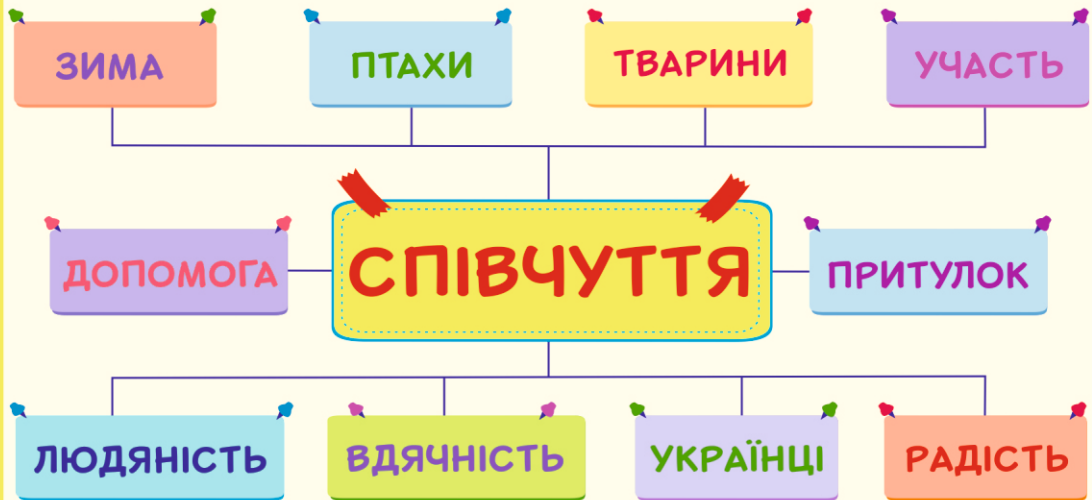 ЗИМА
ПТАХИ
ТВАРИНИ
УЧАСТЬ
ДОПОМОГА
СПІВЧУТТЯ
ПРИТУЛОК
ЛЮДЯНІСТЬ
ВДЯЧНІСТЬ
УКРАЇНЦІ
РАДІСТЬ